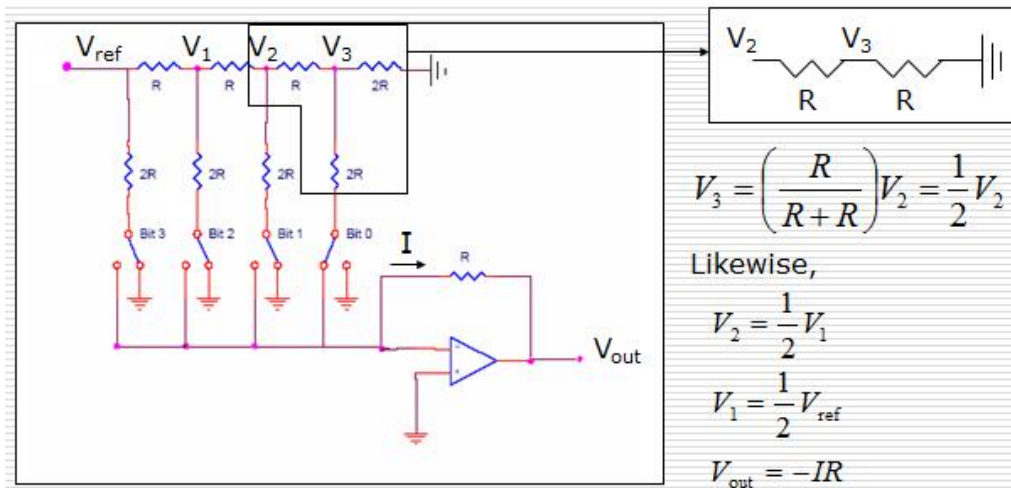 Vref V1 V2 V3
R R R 2R
2R 2R 2R 2R
Bit 3 Bit 2 Bit 1 Bit 0
I
R
- 
+
Vout
V2 V3
R R
V3 = (R / (R + R)) V2 = 1/2 V2
Likewise,
V2 = 1/2 V1
V1 = 1/2 Vref
Vout = -IR